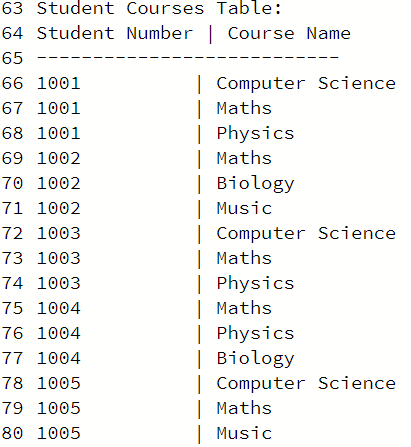 63 Student Courses Table:
64 Student Number | Course Name
65 ---------------------------
66 1001          | Computer Science
67 1001          | Maths
68 1001          | Physics
69 1002          | Maths
70 1002          | Biology
71 1002          | Music
72 1003          | Computer Science
73 1003          | Maths
74 1003          | Physics
75 1004          | Maths
76 1004          | Physics
77 1004          | Biology
78 1005          | Computer Science
79 1005          | Maths
80 1005          | Music